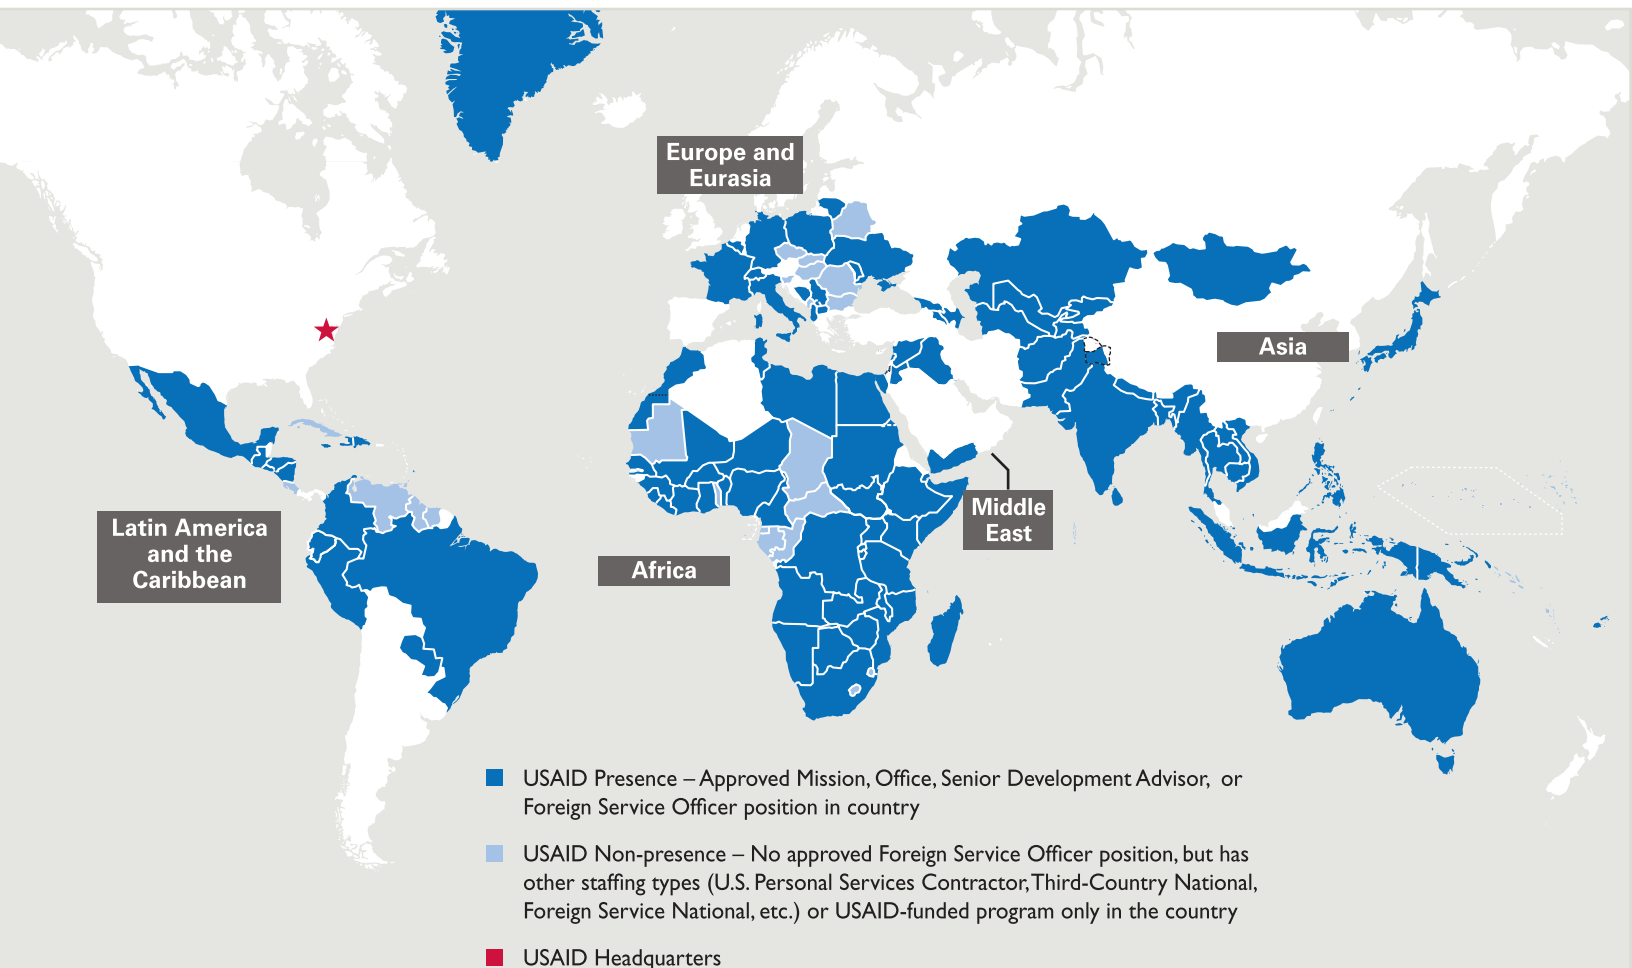 Europe and
Eurasia
Asia
Middle
East
Latin America
and the
Caribbean
Africa
USAID Presence – Approved Mission, Office, Senior Development Advisor, or
Foreign Service Officer position in country
USAID Non-presence – No approved Foreign Service Officer position, but has
other staffing types (U.S. Personal Services Contractor, Third-Country National,
Foreign Service National, etc.) or USAID-funded program only in the country
USAID Headquarters